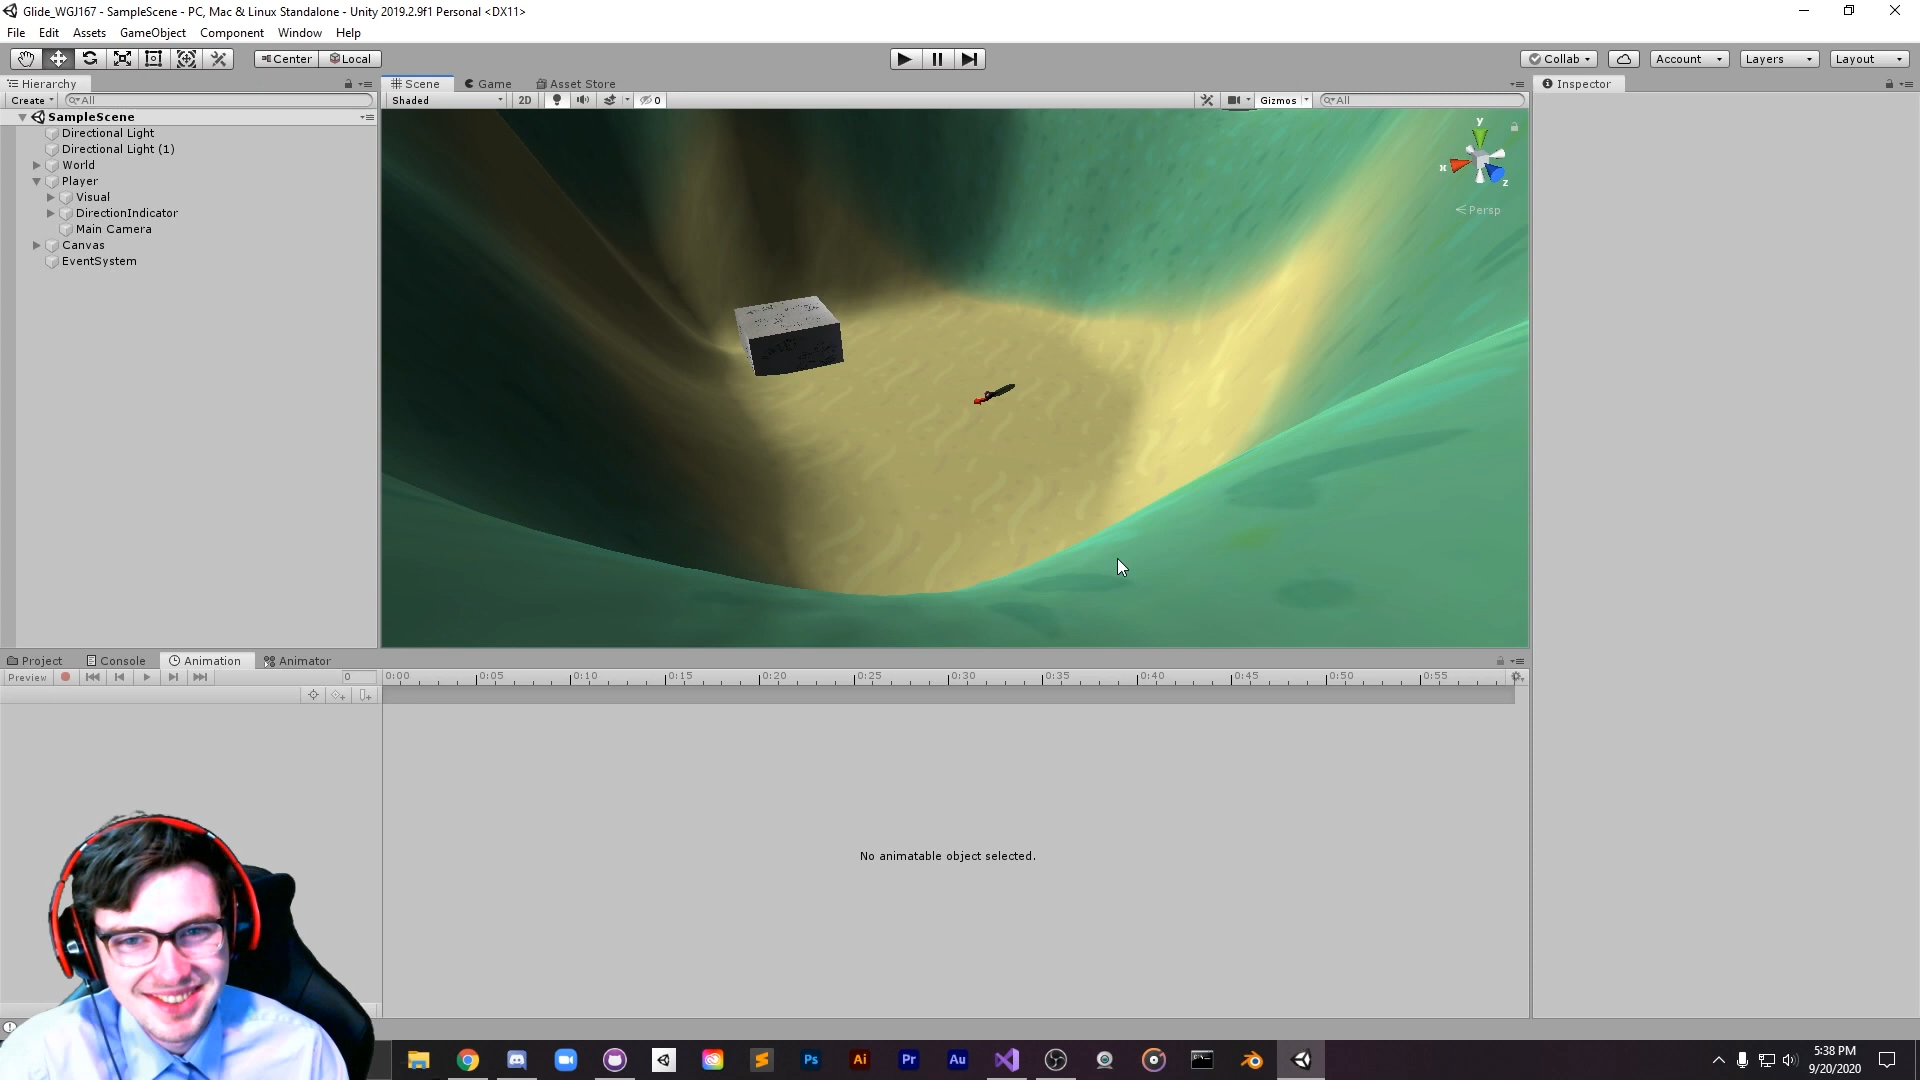 Glide_WGJ167 - SampleScene - PC, Mac & Linux Standalone - Unity 2019.2.9f1 Personal <DX11>
File Edit Assets GameObject Component Window Help
Center Local Collab Account Layers Layout
Hierarchy Scene Game Asset Store Inspector
Create All Shaded 2D 0 Gizmos All
SampleScene
Directional Light
Directional Light (1)
World
Player
Visual
DirectionIndicator
Main Camera
Canvas
EventSystem
y
x
z
Persp
Project Console Animation Animator
Preview 0 0:00 0:05 0:10 0:15 0:20 0:25 0:30 0:35 0:40 0:45 0:50 0:55
No animatable object selected.
Ps Ai Pr Au
5:38 PM
9/20/2020